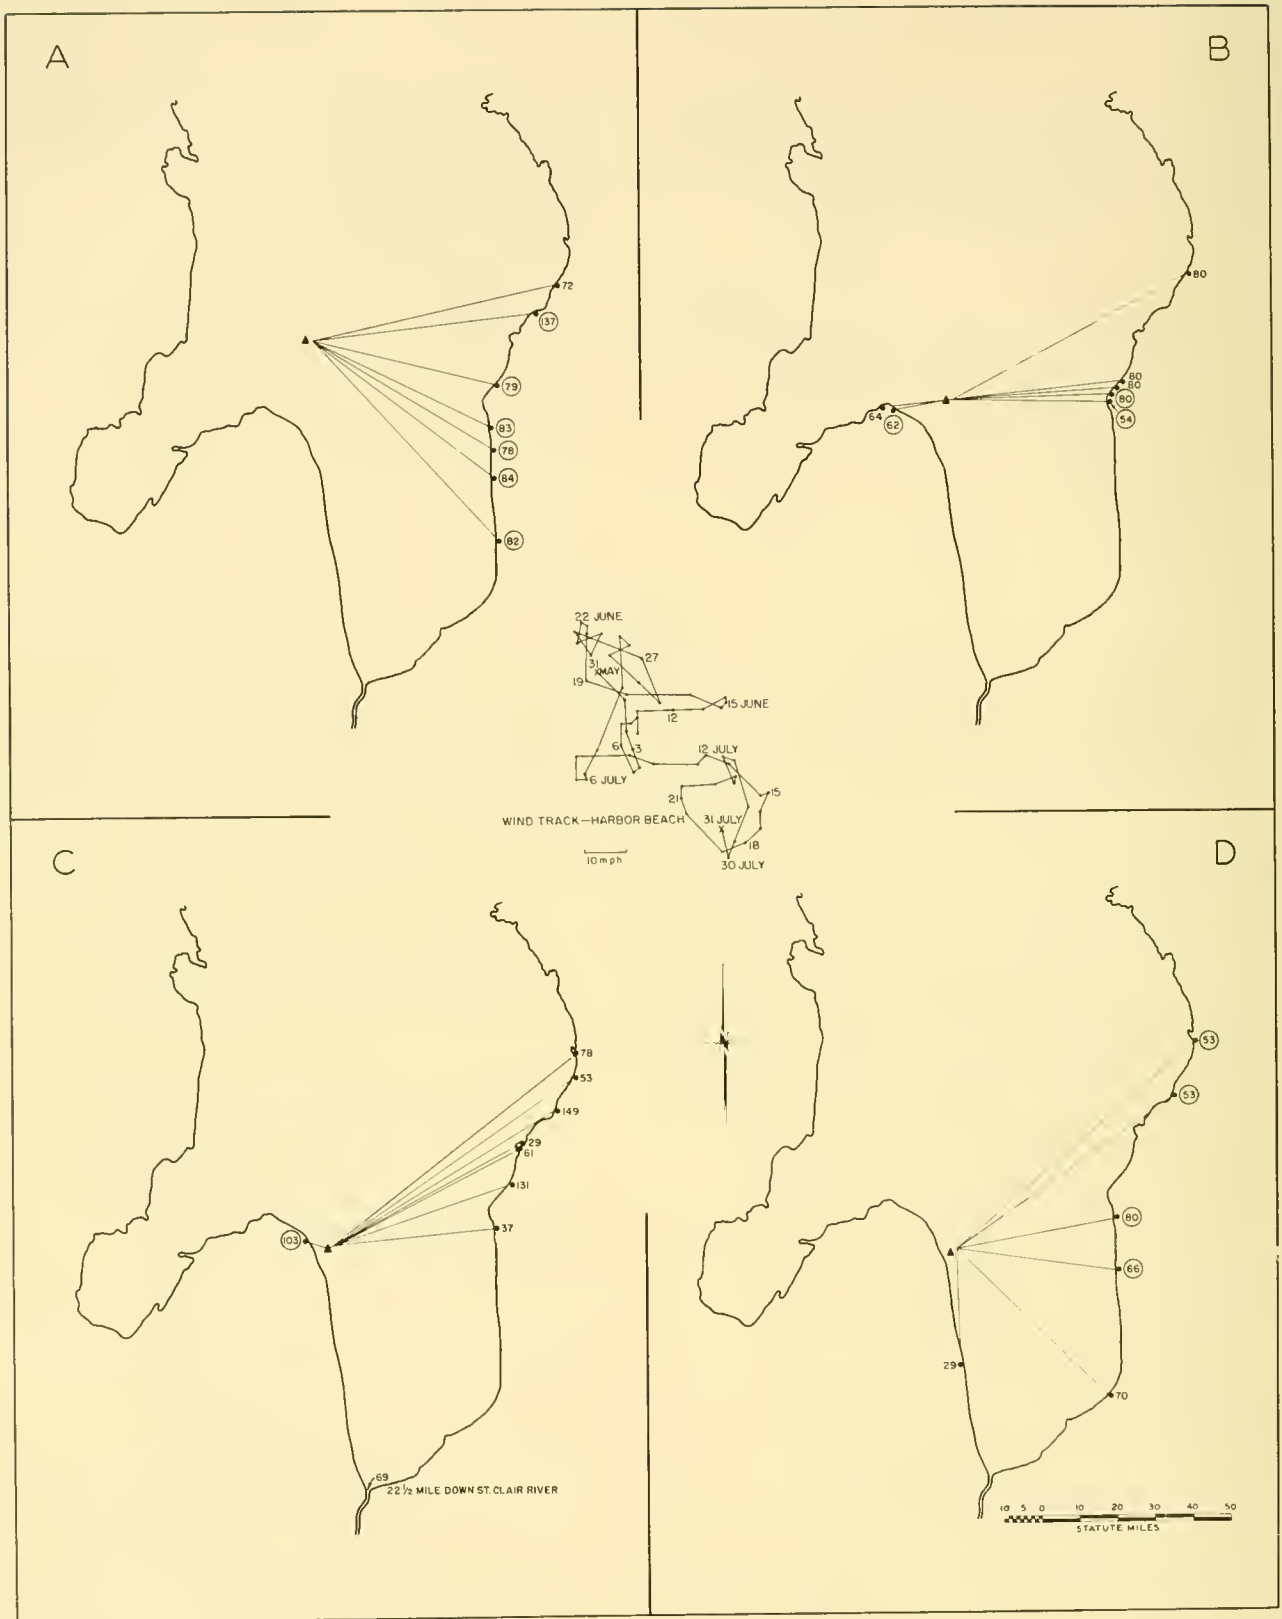 A
B
72
137
79
83
78
84
82
80
80
80
80
54
64
62
22 JUNE
27
31
MAY
19
15 JUNE
12
6
3
12 JULY
6 JULY
15
21
WIND TRACK—HARBOR BEACH
31 JULY
18
10 mph
30 JULY
C
D
78
53
149
29
61
131
37
103
69
22 1/2 MILE DOWN ST. CLAIR RIVER
53
53
80
66
29
70
10 5 0 10 20 30 40 50
STATUTE MILES